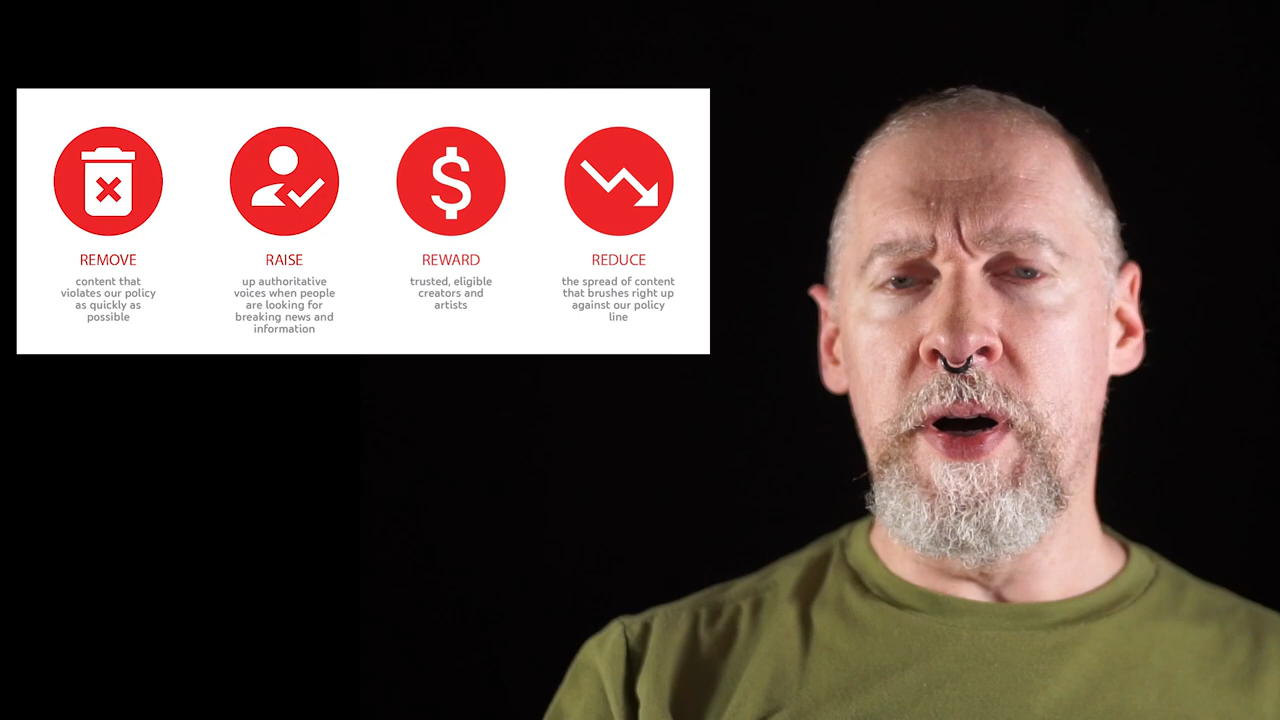 REMOVE
content that
violates our policy
as quickly as
possible
RAISE
up authoritative
voices when people
are looking for
breaking news and
information
REWARD
trusted, eligible
creators and
artists
REDUCE
the spread of content
that brushes right up
against our policy
line